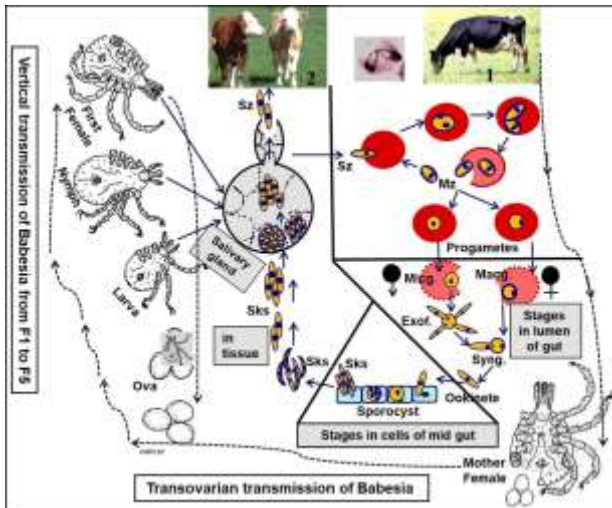 2
1
Sz
Sz
Mz
First
Female
Nymph
Larva
Salivary
gland
Progametes
Micg
Macg
Stages
in lumen
of gut
Exof.
Syng.
Sks
in
tissue
Sks
Sks
Ookinete
Sporocyst
Stages in cells of mid gut
Ova
Mother
Female
Vertical transmission of Babesia from F1 to F5
Transovarian transmission of Babesia